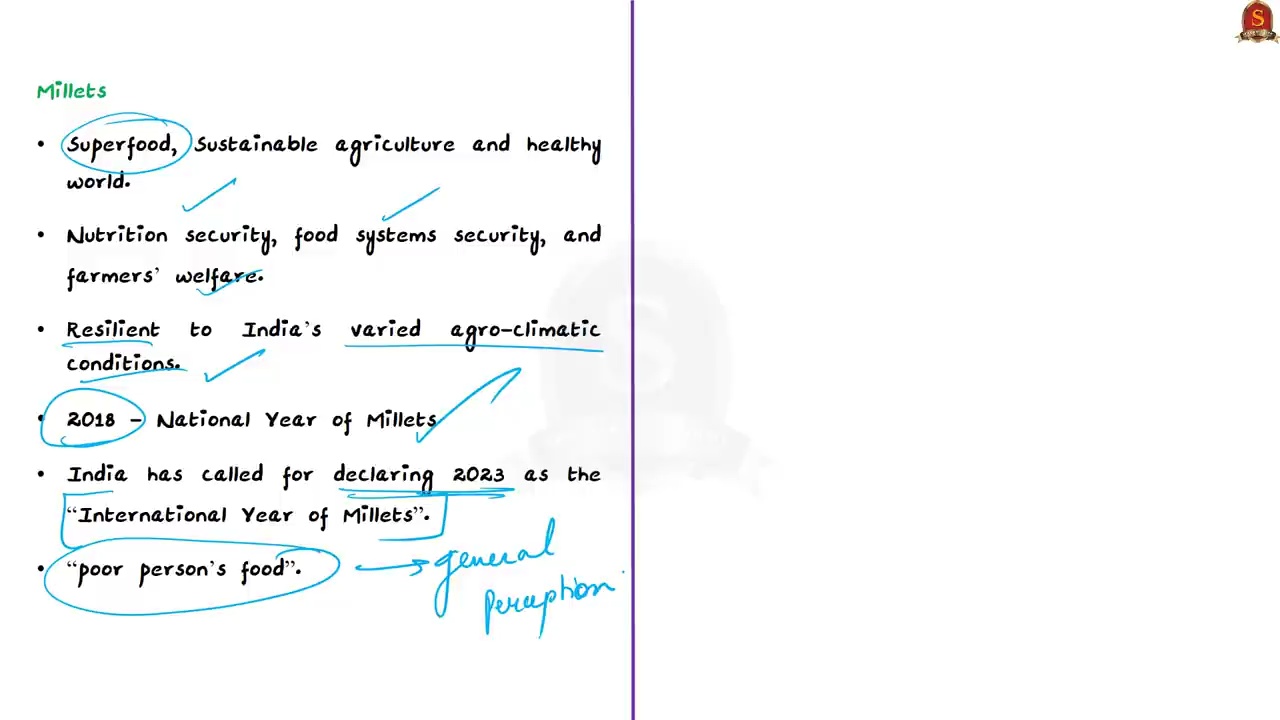 Millets
• Superfood, Sustainable agriculture and healthy
world.
• Nutrition security, food systems security, and
farmers' welfare.
• Resilient to India's varied agro-climatic
conditions.
• 2018 - National Year of Millets
• India has called for declaring 2023 as the
"International Year of Millets".
• "poor person's food".
general
perception
S